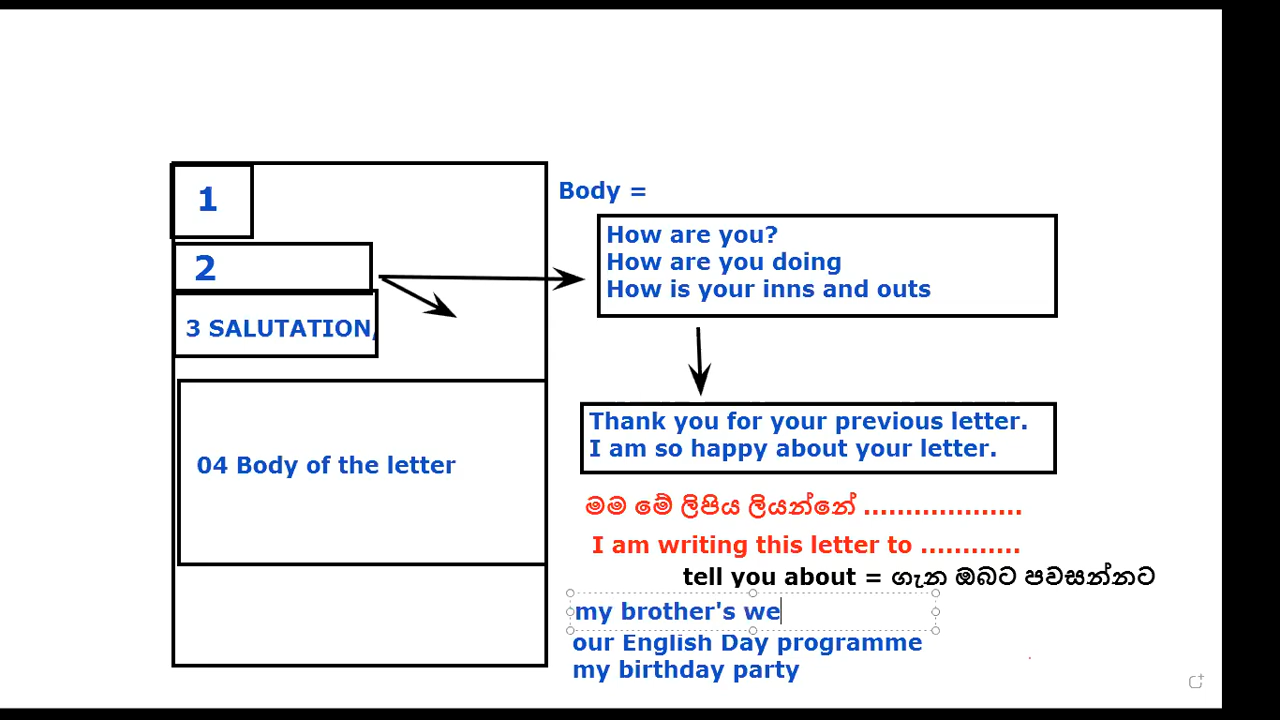 1
2
3 SALUTATION,
04 Body of the letter
Body =
How are you?
How are you doing
How is your inns and outs
Thank you for your previous letter.
I am so happy about your letter.
මම මේ ලිපිය ලියන්නේ ...................
I am writing this letter to ............
tell you about = ගැන ඔබට පවසන්නට
my brother's we
our English Day programme
my birthday party